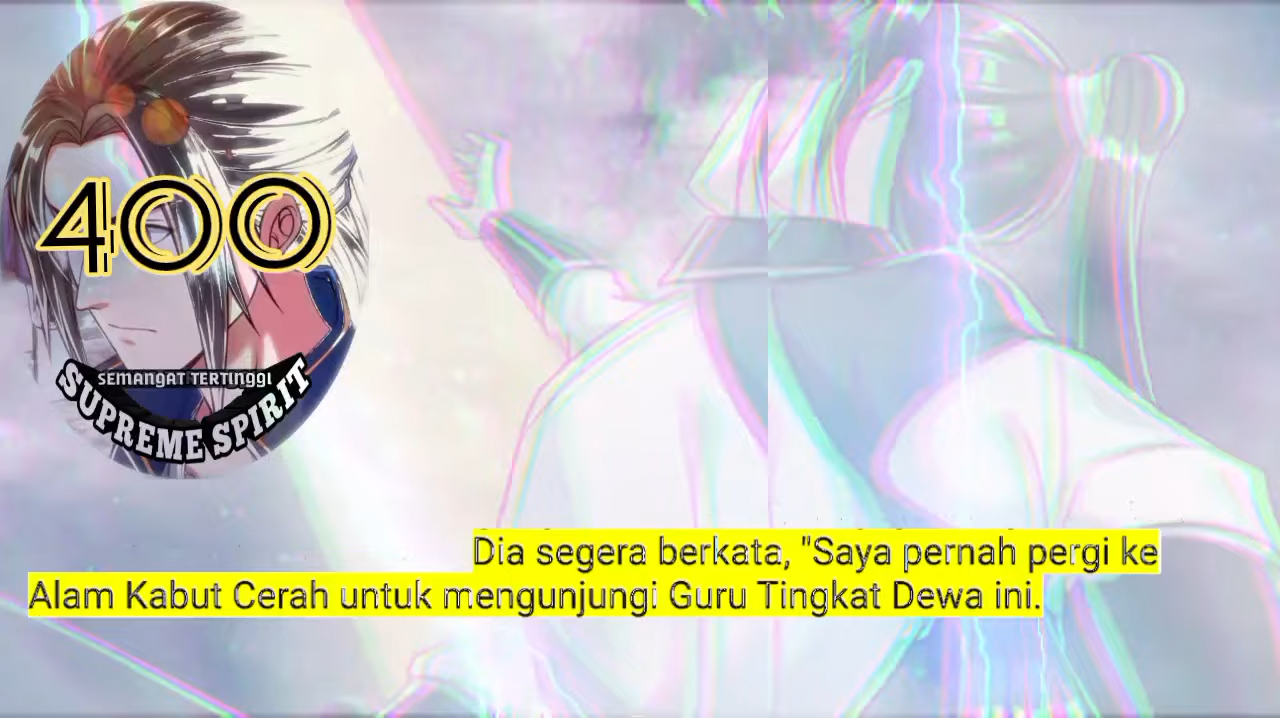 400
SEMANGAT TERTINGGI
SUPREME SPIRIT
Dia segera berkata, "Saya pernah pergi ke
Alam Kabut Cerah untuk mengunjungi Guru Tingkat Dewa ini.